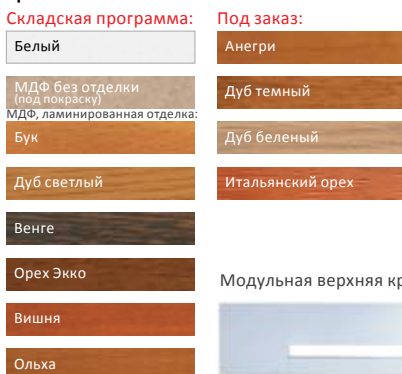 Складская программа:
Белый
МДФ без отделки
(под покраску)
МДФ, ламинированная отделка:
Бук
Дуб светлый
Венге
Орех Экко
Вишня
Ольха
Под заказ:
Анегри
Дуб темный
Дуб беленый
Итальянский орех
Модульная верхняя